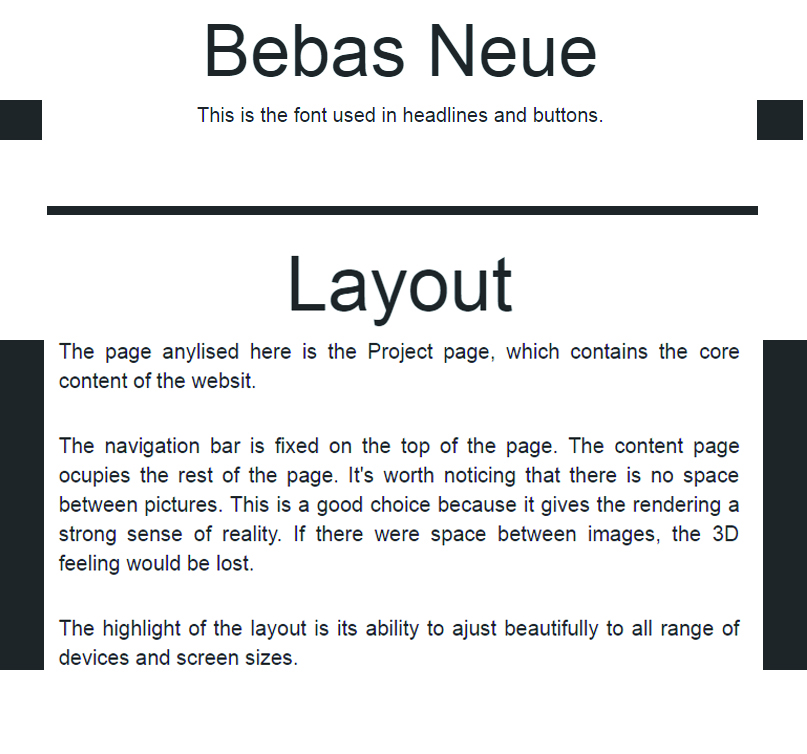 Bebas Neue
This is the font used in headlines and buttons.
Layout
The page anylised here is the Project page, which contains the core
content of the websit.
The navigation bar is fixed on the top of the page. The content page
ocupies the rest of the page. It's worth noticing that there is no space
between pictures. This is a good choice because it gives the rendering a
strong sense of reality. If there were space between images, the 3D
feeling would be lost.
The highlight of the layout is its ability to ajust beautifully to all range of
devices and screen sizes.